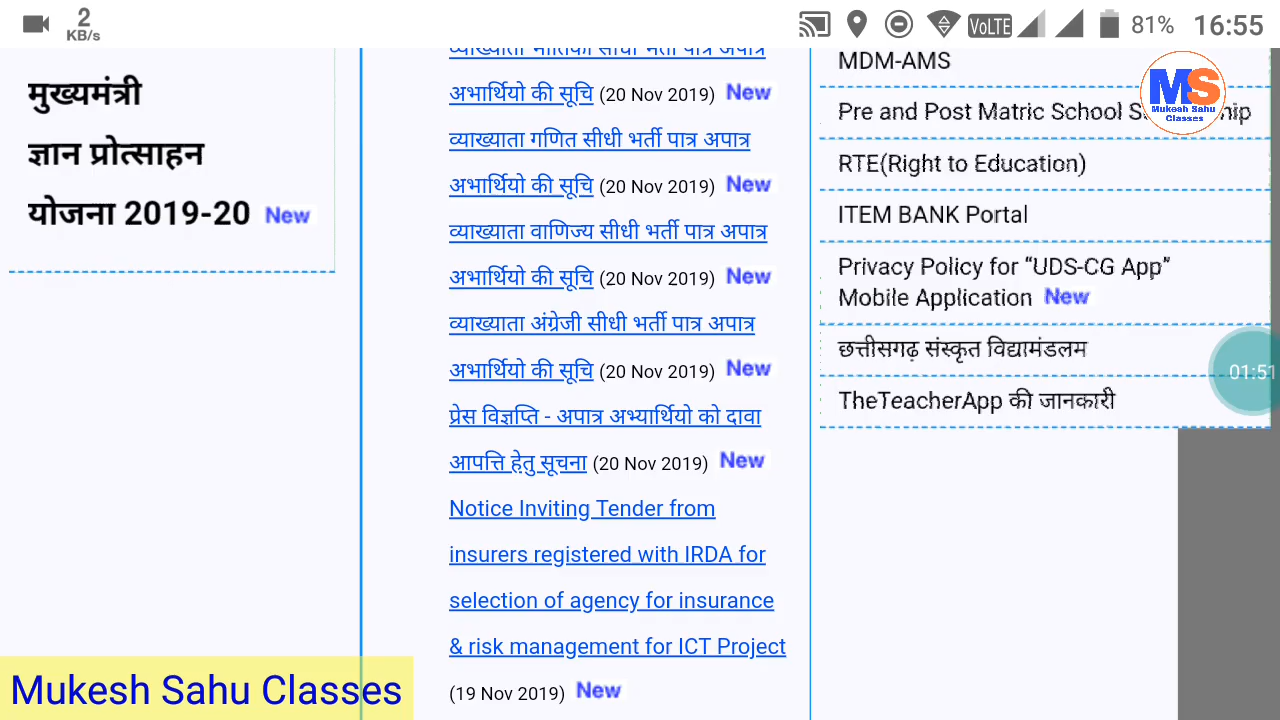 2
KB/s
VoLTE
81%
16:55
मुख्यमंत्री
ज्ञान प्रोत्साहन
योजना 2019-20 New
व्याख्याता भौतिकी सीधी भर्ती पात्र अपात्र
अभार्थियो की सूचि (20 Nov 2019) New
व्याख्याता गणित सीधी भर्ती पात्र अपात्र
अभार्थियो की सूचि (20 Nov 2019) New
व्याख्याता वाणिज्य सीधी भर्ती पात्र अपात्र
अभार्थियो की सूचि (20 Nov 2019) New
व्याख्याता अंग्रेजी सीधी भर्ती पात्र अपात्र
अभार्थियो की सूचि (20 Nov 2019) New
प्रेस विज्ञप्ति - अपात्र अभ्यार्थियो को दावा
आपत्ति हेतु सूचना (20 Nov 2019) New
Notice Inviting Tender from
insurers registered with IRDA for
selection of agency for insurance
& risk management for ICT Project
(19 Nov 2019) New
MDM-AMS
Pre and Post Matric School
RTE(Right to Education)
ITEM BANK Portal
Privacy Policy for “UDS-CG App”
Mobile Application New
छत्तीसगढ़ संस्कृत विद्यामंडलम
TheTeacherApp की जानकारी
MS
Mukesh Sahu
Classes
01:51
Mukesh Sahu Classes